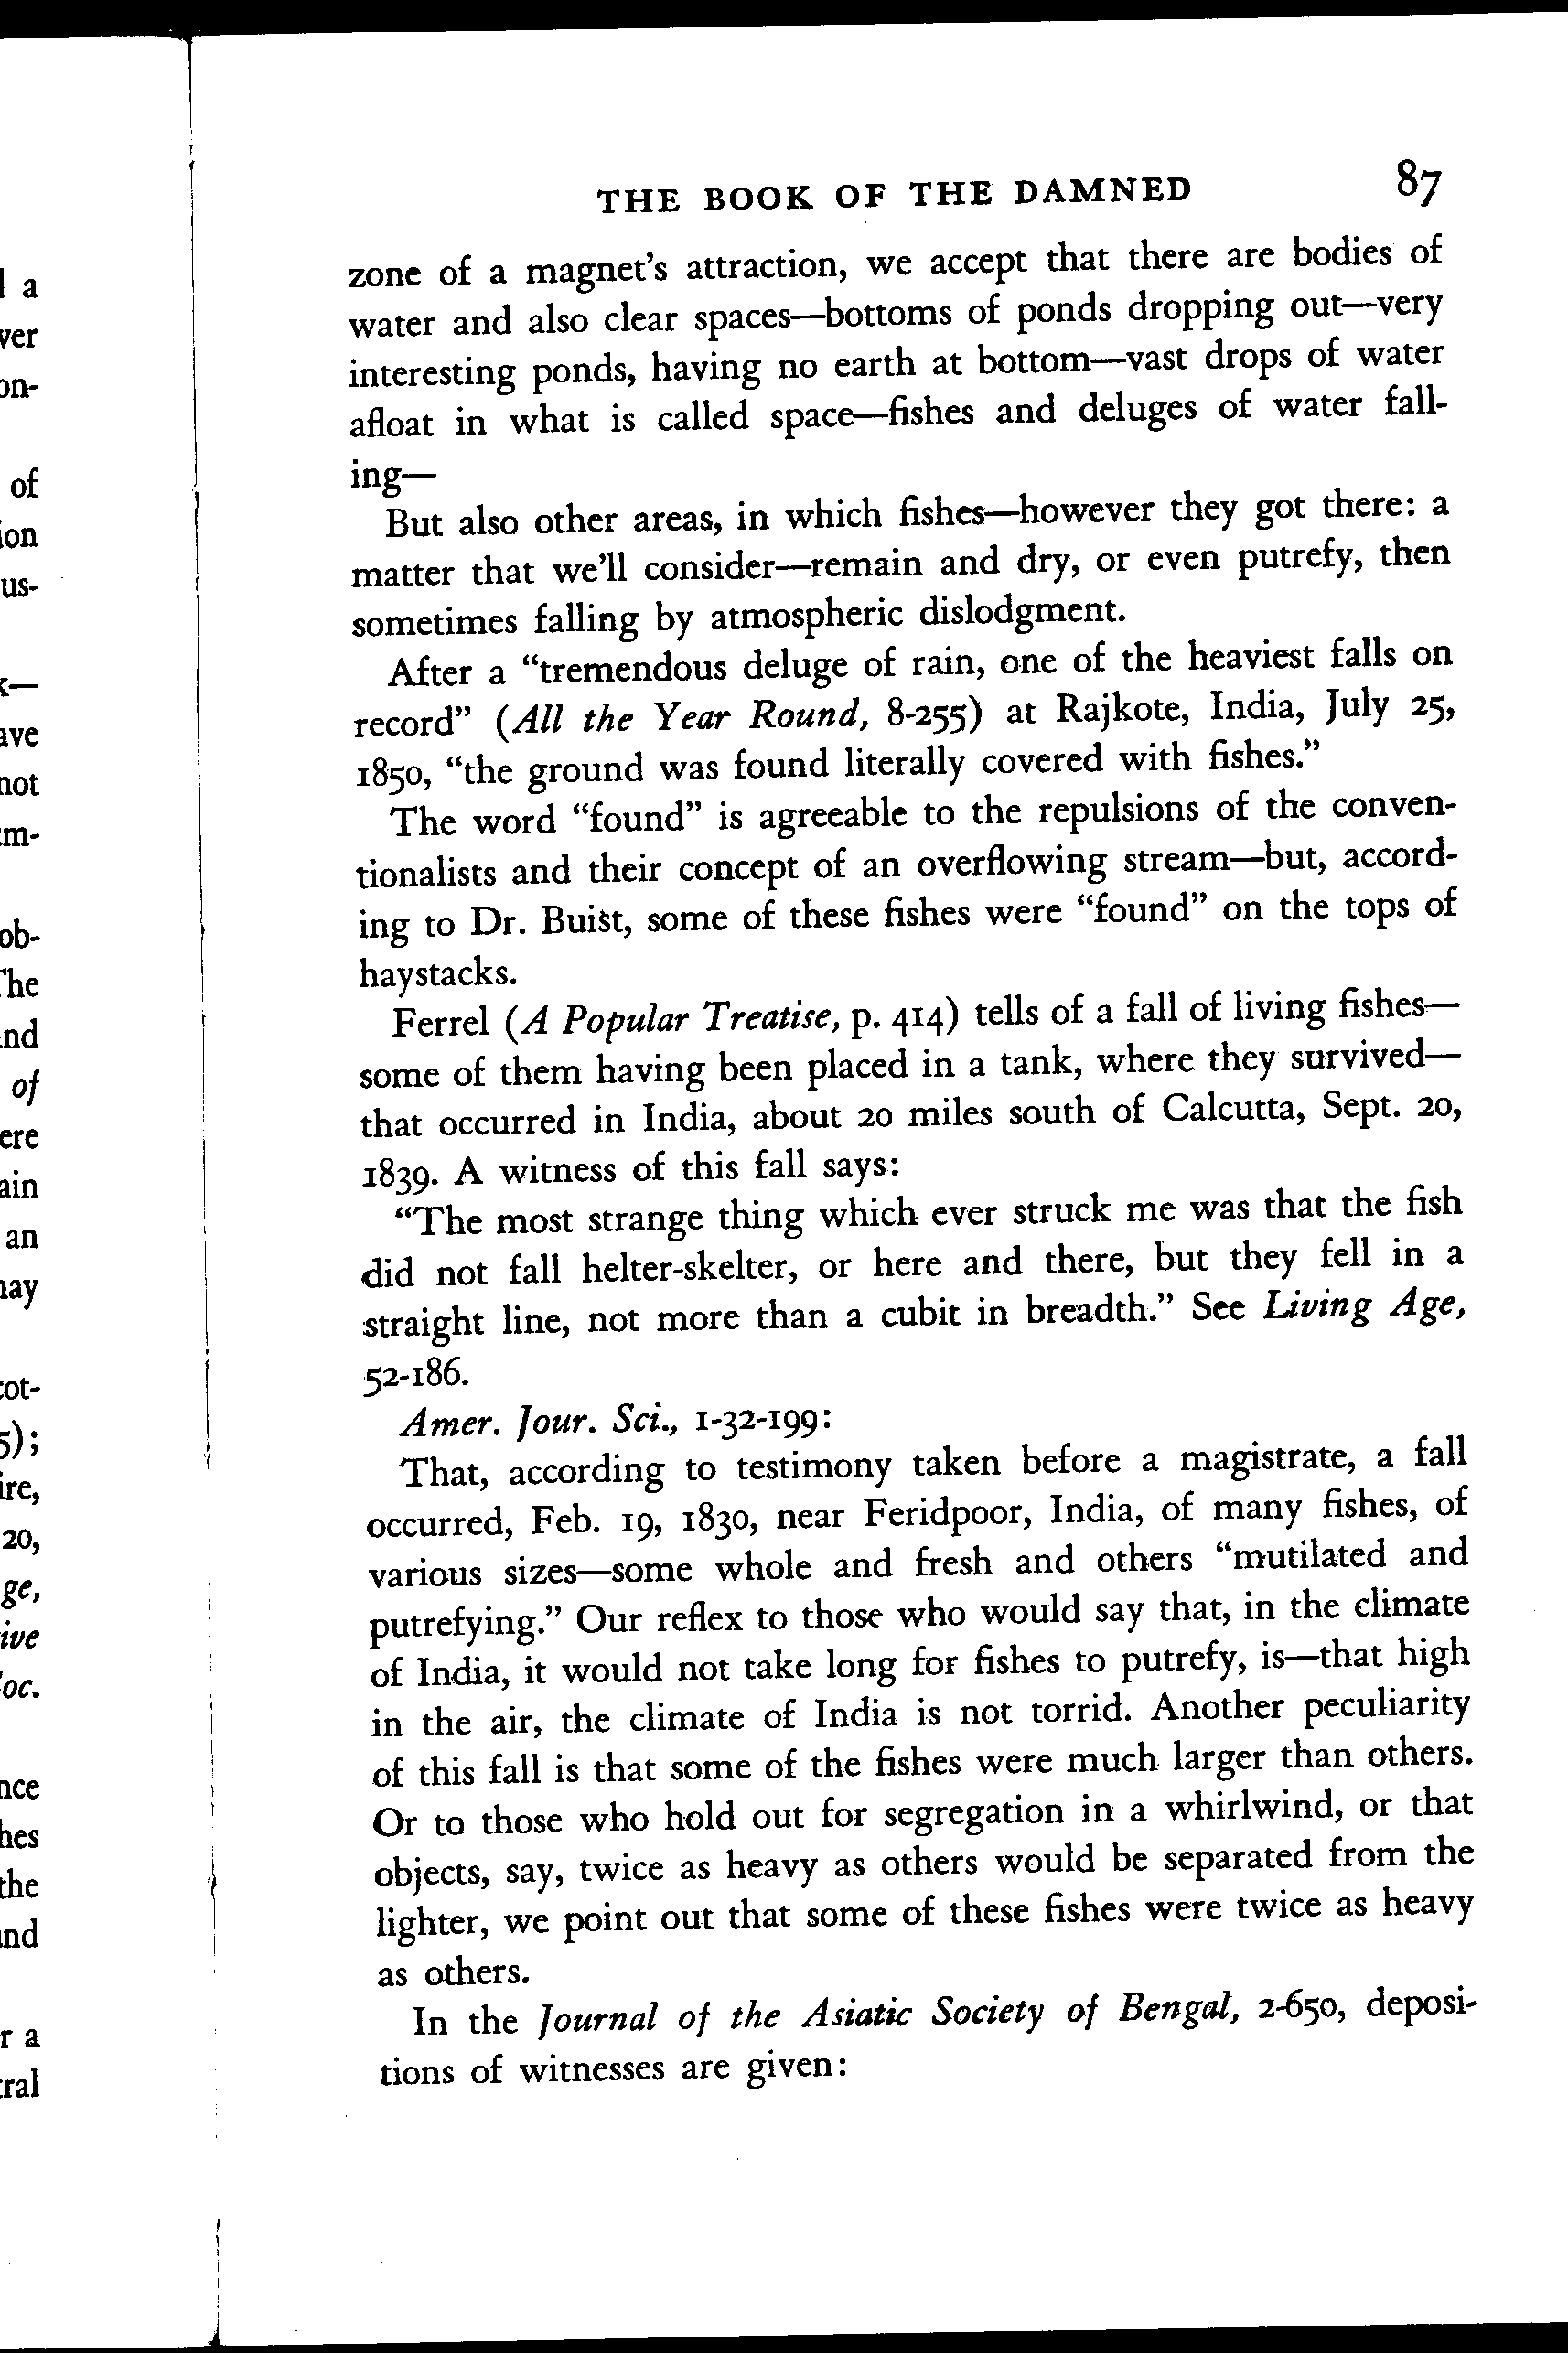 THE BOOK OF THE DAMNED 87
zone of a magnet's attraction, we accept that there are bodies of
water and also clear spaces—bottoms of ponds dropping out—very
interesting ponds, having no earth at bottom—vast drops of water
afloat in what is called space—fishes and deluges of water fall-
ing—
But also other areas, in which fishes—however they got there: a
matter that we'll consider—remain and dry, or even putrefy, then
sometimes falling by atmospheric dislodgment.
After a “tremendous deluge of rain, one of the heaviest falls on
record” (All the Year Round, 8-255) at Rajkote, India, July 25,
1850, “the ground was found literally covered with fishes.”
The word “found” is agreeable to the repulsions of the conven-
tionalists and their concept of an overflowing stream—but, accord-
ing to Dr. Buist, some of these fishes were “found” on the tops of
haystacks.
Ferrel (A Popular Treatise, p. 414) tells of a fall of living fishes—
some of them having been placed in a tank, where they survived—
that occurred in India, about 20 miles south of Calcutta, Sept. 20,
1839. A witness of this fall says:
“The most strange thing which ever struck me was that the fish
did not fall helter-skelter, or here and there, but they fell in a
straight line, not more than a cubit in breadth.” See Living Age,
52-186.
Amer. Jour. Sci., 1-32-199:
That, according to testimony taken before a magistrate, a fall
occurred, Feb. 19, 1830, near Feridpoor, India, of many fishes, of
various sizes—some whole and fresh and others “mutilated and
putrefying.” Our reflex to those who would say that, in the climate
of India, it would not take long for fishes to putrefy, is—that high
in the air, the climate of India is not torrid. Another peculiarity
of this fall is that some of the fishes were much larger than others.
Or to those who hold out for segregation in a whirlwind, or that
objects, say, twice as heavy as others would be separated from the
lighter, we point out that some of these fishes were twice as heavy
as others.
In the Journal of the Asiatic Society of Bengal, 2-650, deposi-
tions of witnesses are given: